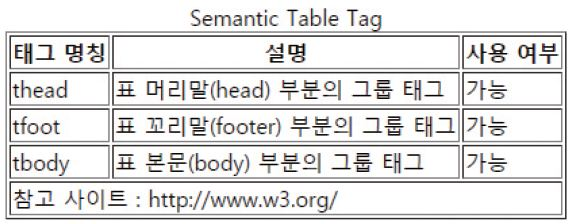 Semantic Table Tag
태그 명칭 설명 사용 여부
thead 표 머리말(head) 부분의 그룹 태그 가능
tfoot 표 꼬리말(footer) 부분의 그룹 태그 가능
tbody 표 본문(body) 부분의 그룹 태그 가능
참고 사이트 : http://www.w3.org/